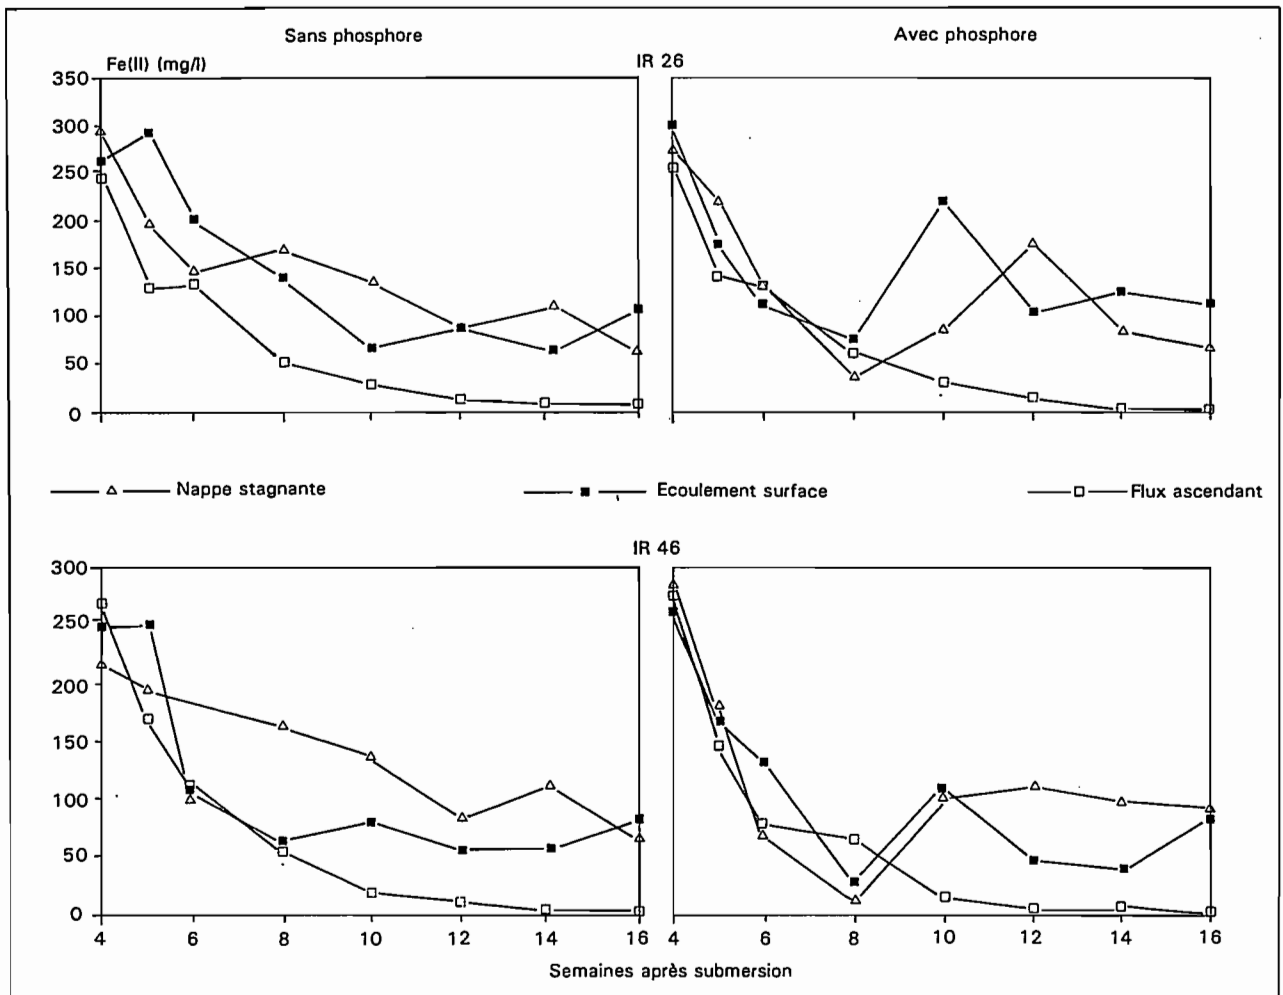 Sans phosphore
Avec phosphore
Fe(II) (mg/l)
IR 26
350
300
250
200
150
100
50
0
Nappe stagnante
Ecoulement surface
Flux ascendant
IR 46
300
250
200
150
100
50
0
4 6 8 10 12 14 16
4 6 8 10 12 14 16
Semaines après submersion